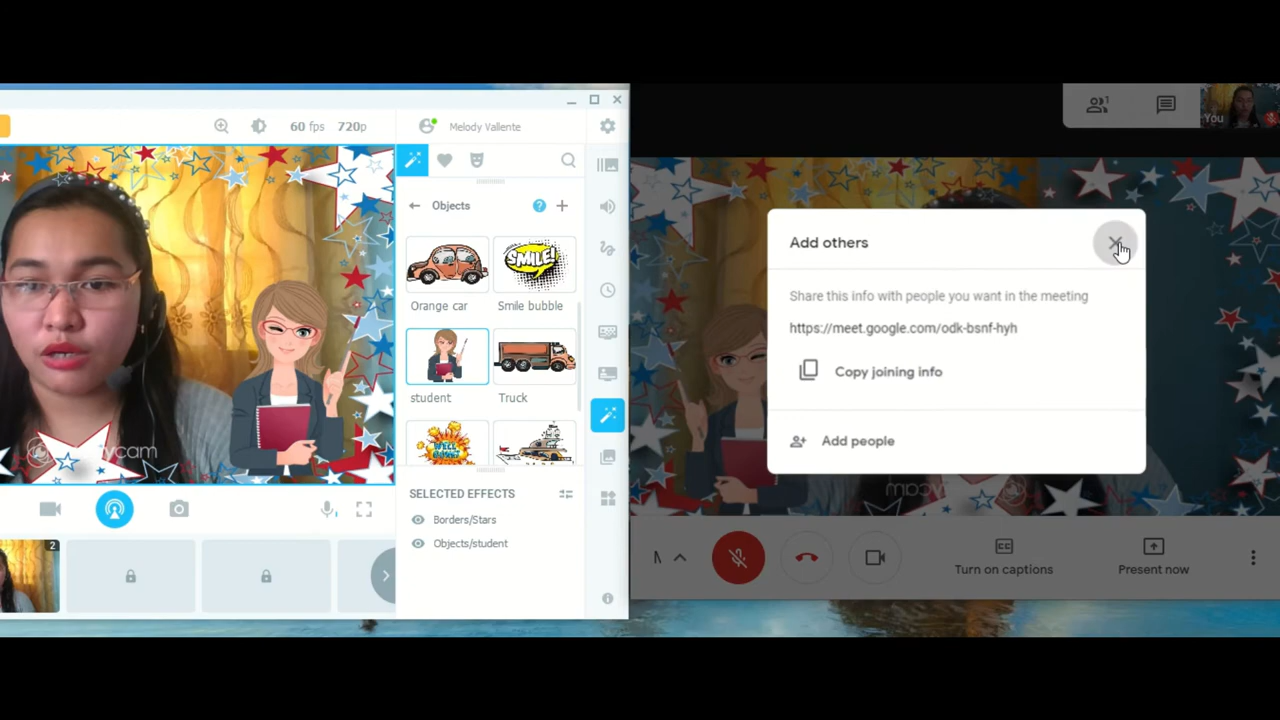 60 fps 720p Melody Valiente
Objects
SMILE!
Orange car
Smile bubble
student
Truck
SELECTED EFFECTS
Borders/Stars
Objects/student
2
You
Add others
Share this info with people you want in the meeting
https://meet.google.com/odk-bsnf-hyh
Copy joining info
Add people
Turn on captions
Present now